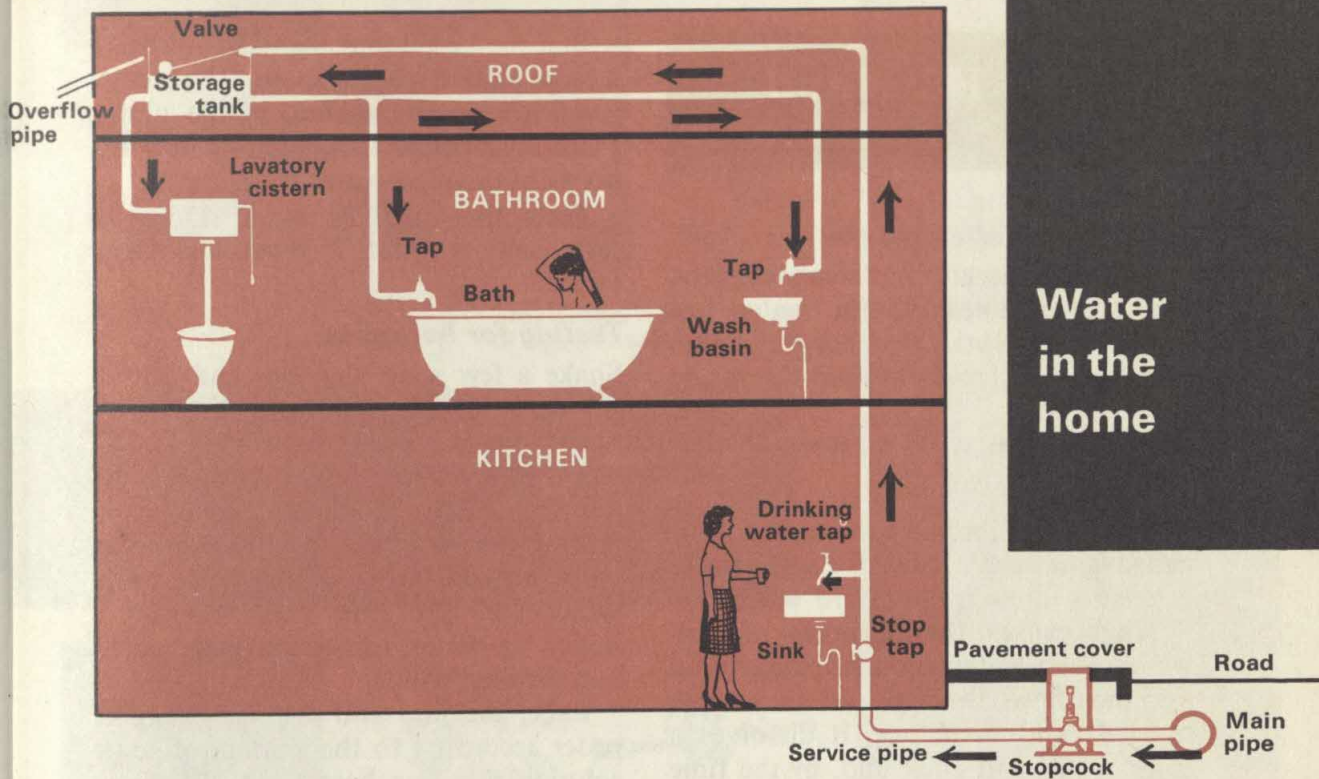 Valve
Storage
tank
ROOF
Overflow
pipe
Lavatory
cistern
BATHROOM
Tap
Bath
Tap
Wash
basin
Water
in the
home
KITCHEN
Drinking
water tap
Sink
Stop
tap
Pavement cover
Road
Main
pipe
Service pipe
Stopcock